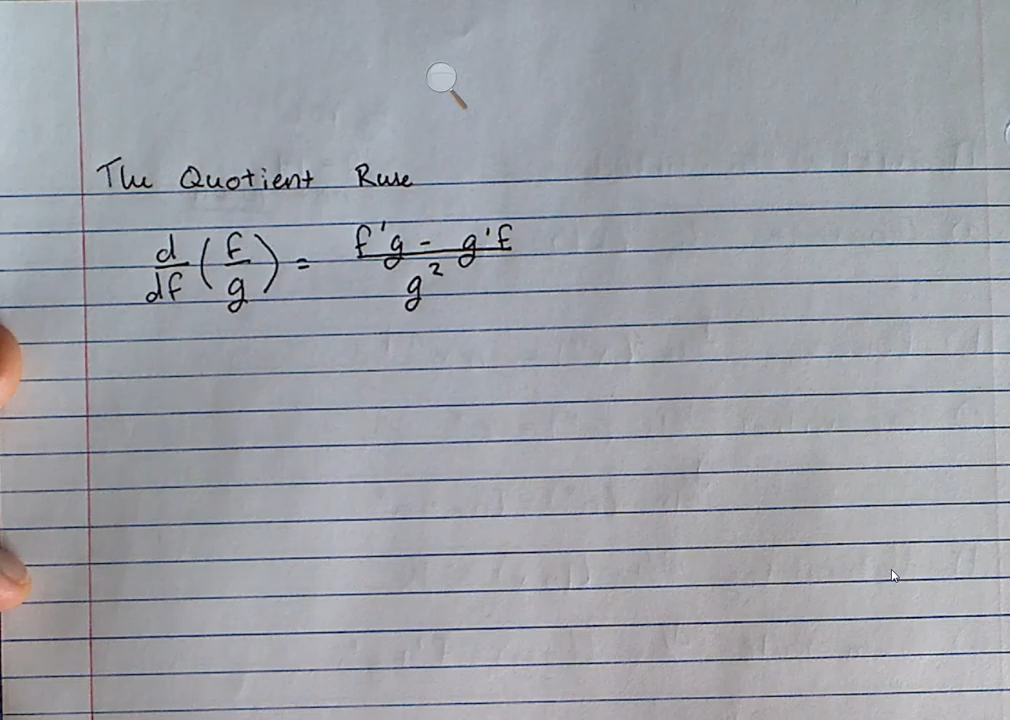 The Quotient Rule
d/df (f/g) = (f'g - g'f)/g²